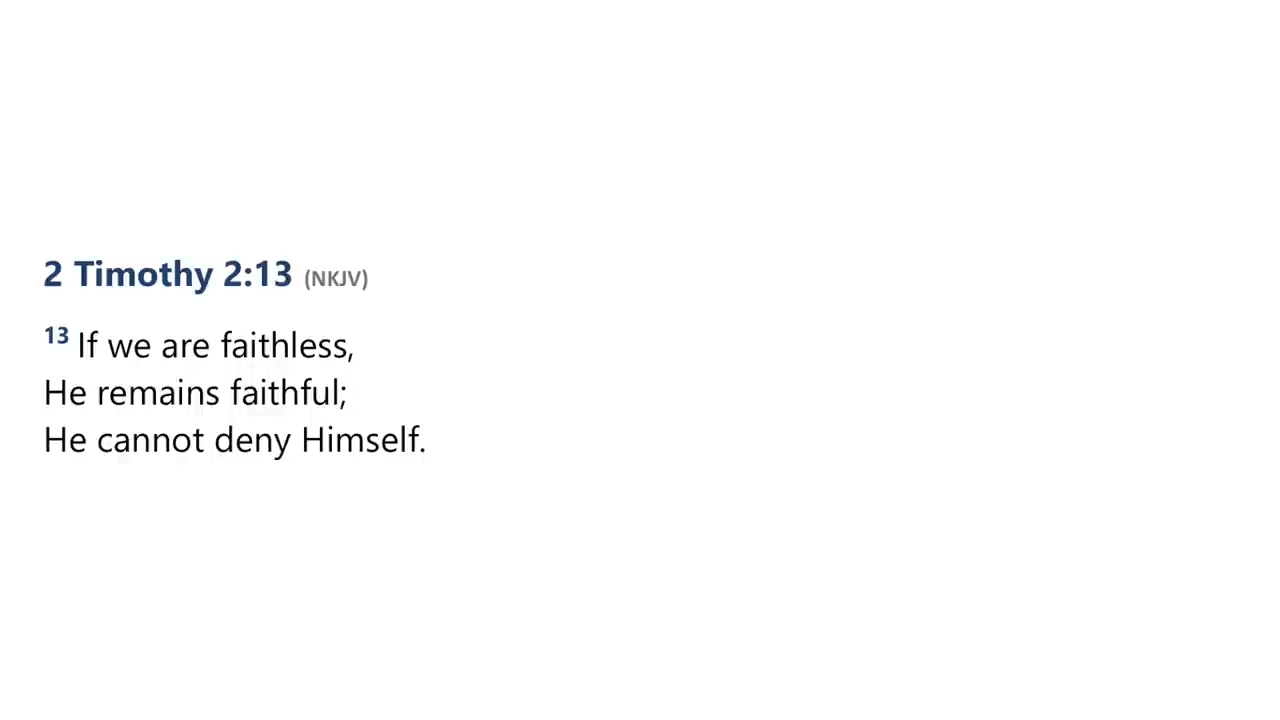 2 Timothy 2:13 (NKJV)
13 If we are faithless,
He remains faithful;
He cannot deny Himself.